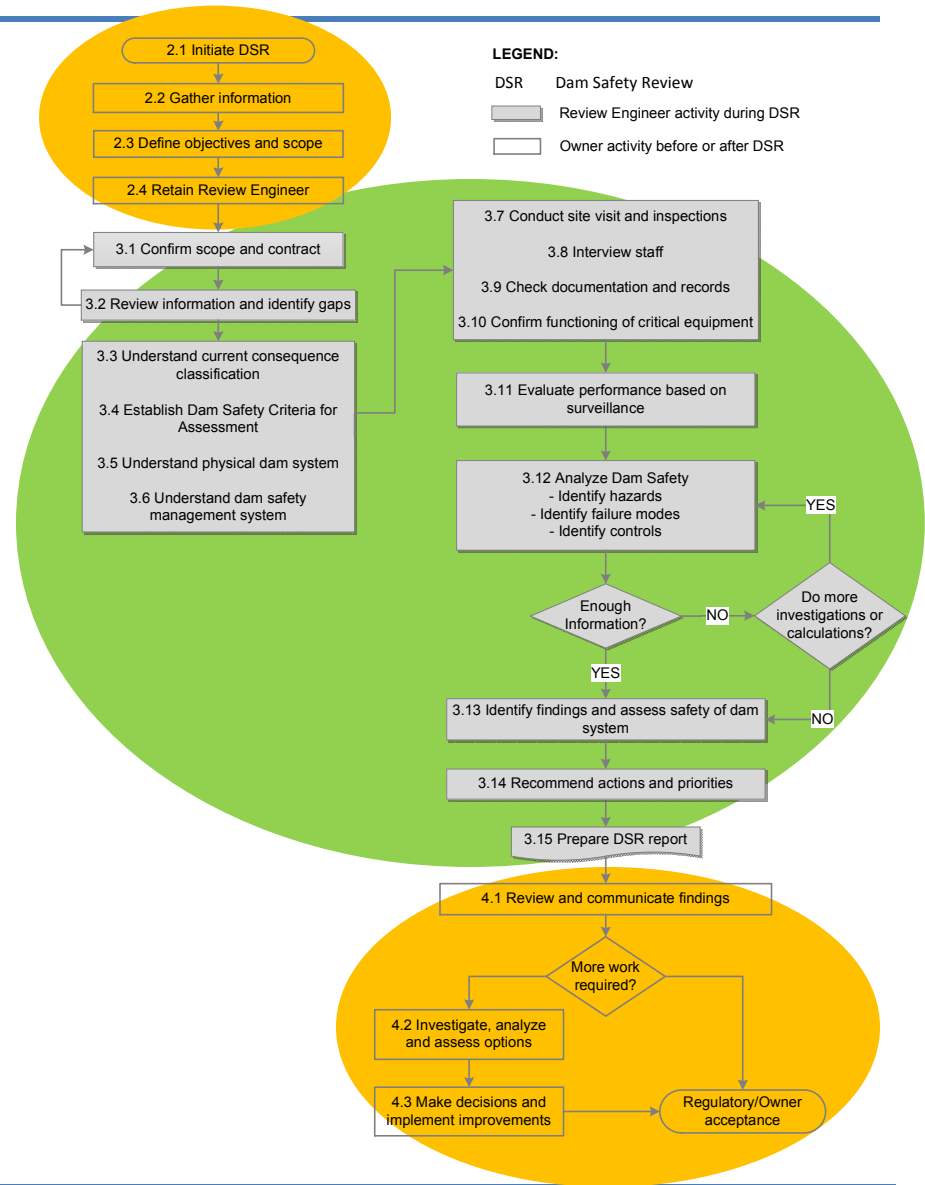 2.1 Initiate DSR
2.2 Gather information
2.3 Define objectives and scope
2.4 Retain Review Engineer
LEGEND:
DSR Dam Safety Review
Review Engineer activity during DSR
Owner activity before or after DSR
3.1 Confirm scope and contract
3.2 Review information and identify gaps
3.3 Understand current consequence
classification
3.4 Establish Dam Safety Criteria for
Assessment
3.5 Understand physical dam system
3.6 Understand dam safety
management system
3.7 Conduct site visit and inspections
3.8 Interview staff
3.9 Check documentation and records
3.10 Confirm functioning of critical equipment
3.11 Evaluate performance based on
surveillance
3.12 Analyze Dam Safety
- Identify hazards
- Identify failure modes
- Identify controls
YES
Enough
Information?
NO
Do more
investigations or
calculations?
YES
NO
3.13 Identify findings and assess safety of dam
system
3.14 Recommend actions and priorities
3.15 Prepare DSR report
4.1 Review and communicate findings
More work
required?
4.2 Investigate, analyze
and assess options
4.3 Make decisions and
implement improvements
Regulatory/Owner
acceptance